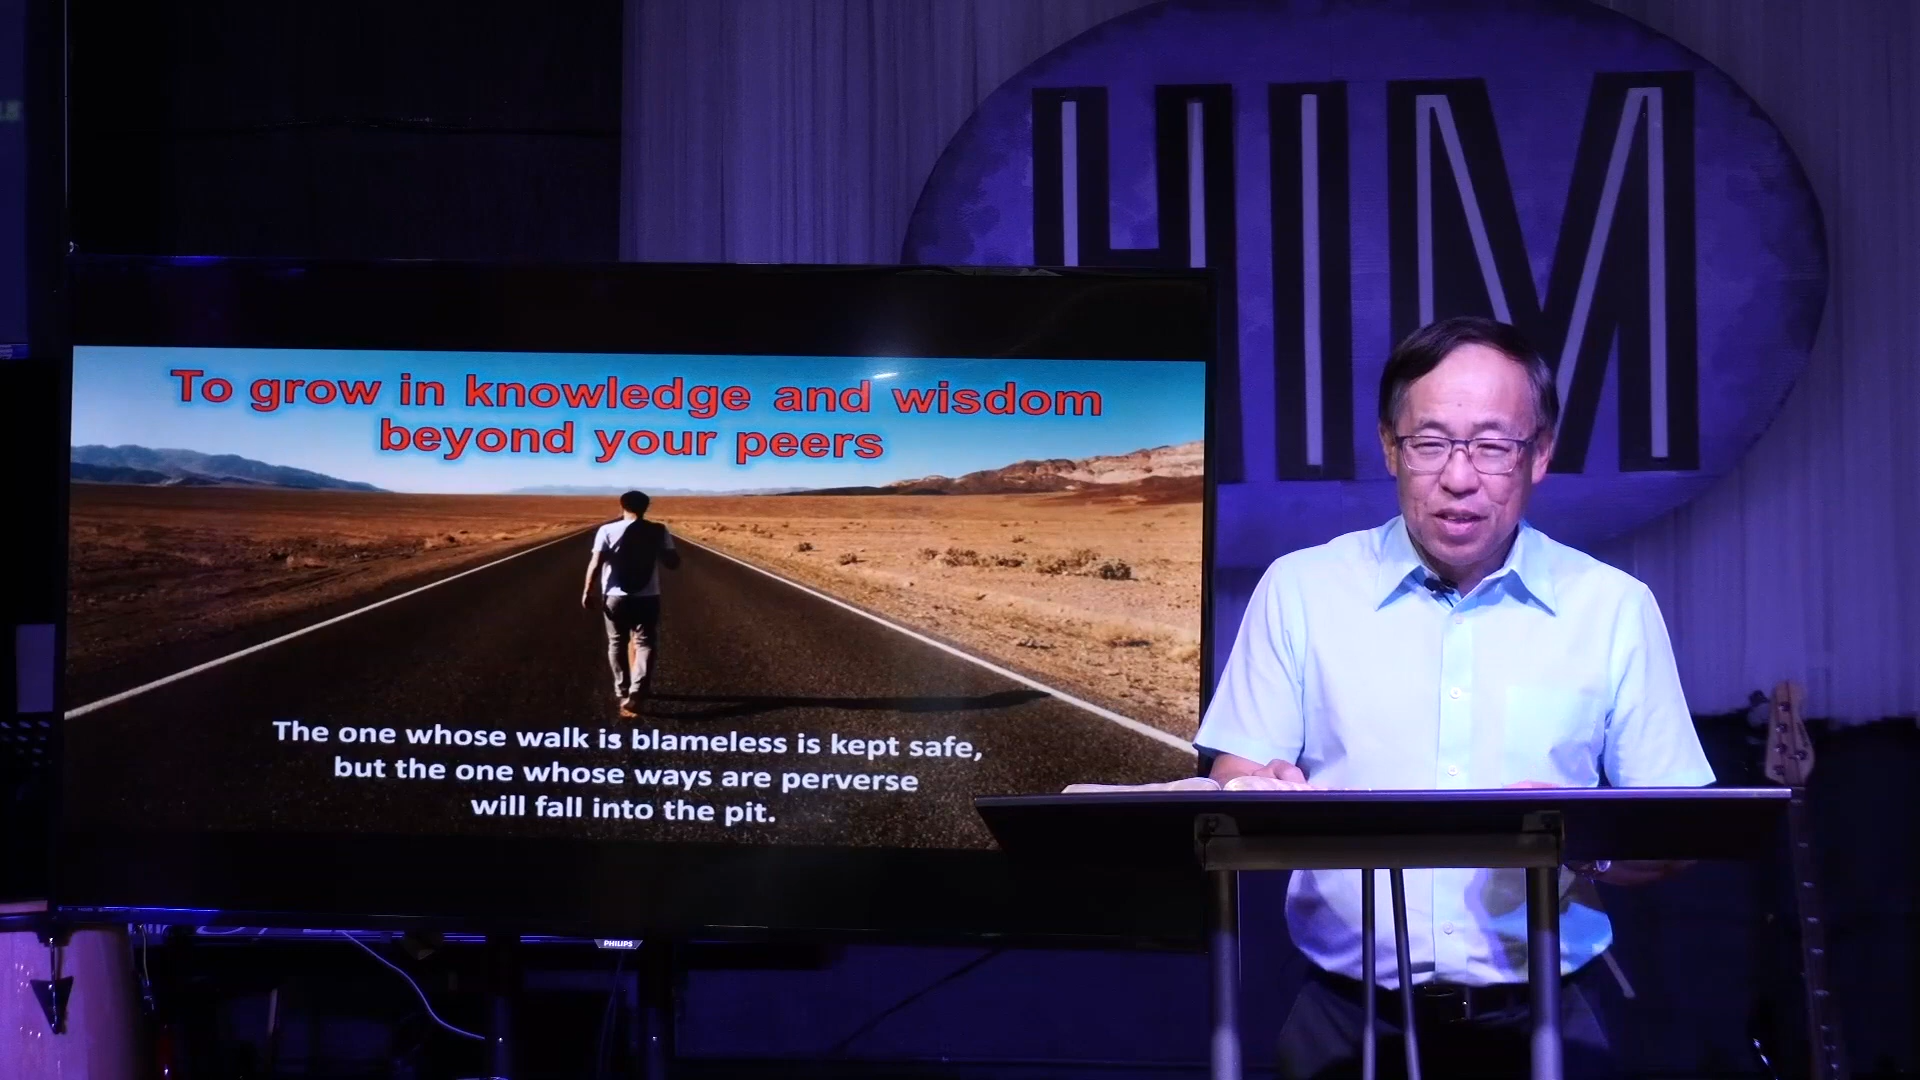 HIM
To grow in knowledge and wisdom
beyond your peers
The one whose walk is blameless is kept safe,
but the one whose ways are perverse
will fall into the pit.
PHILIPS